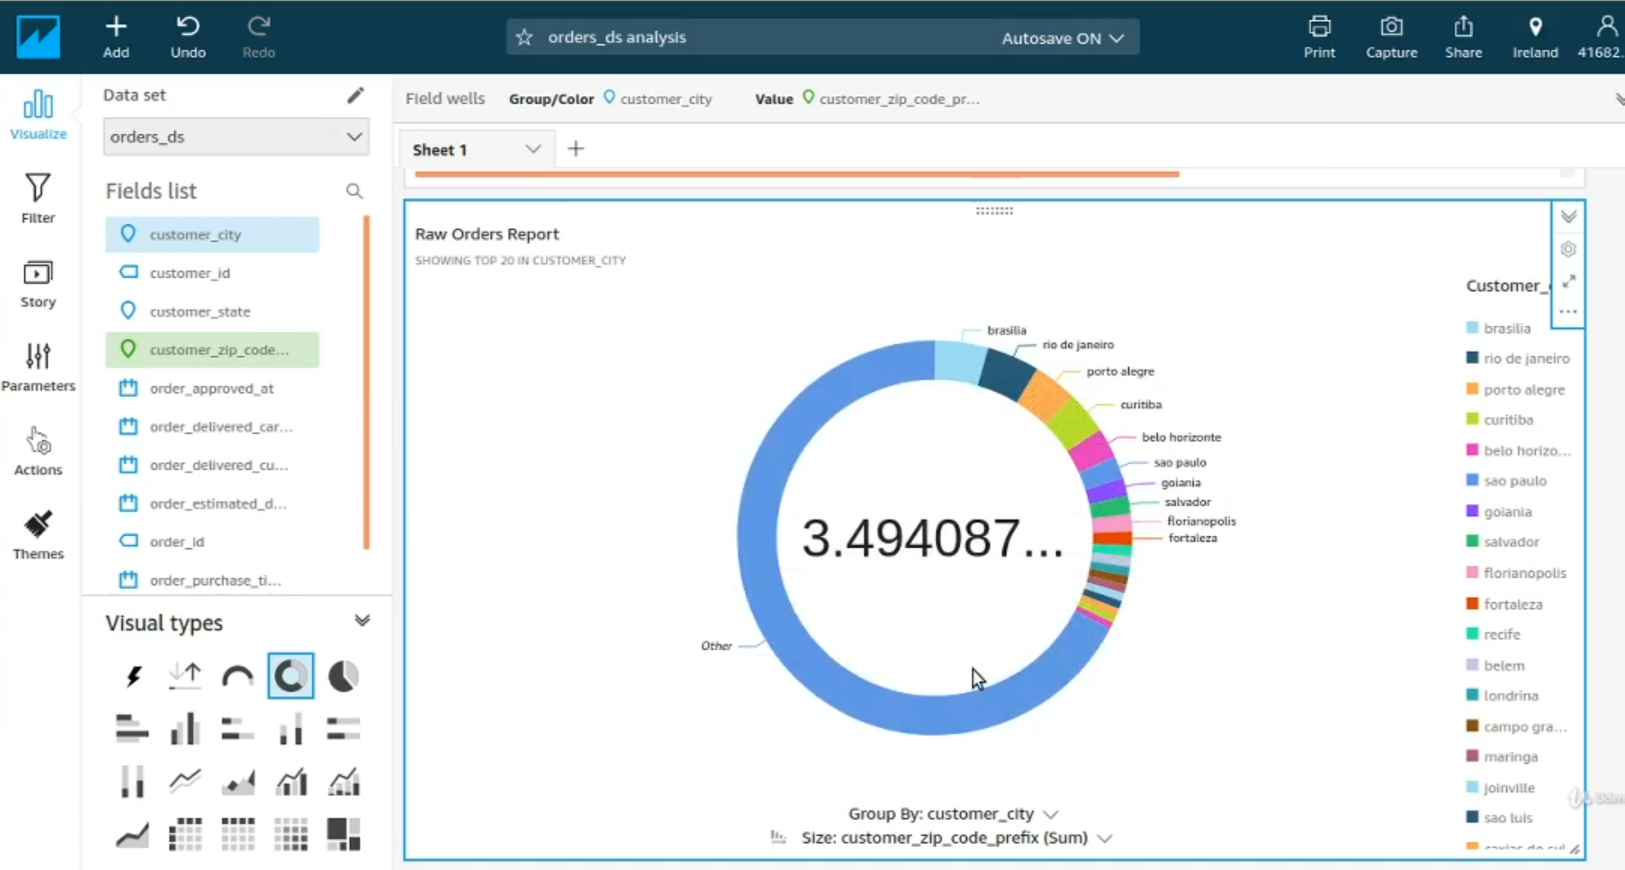 Add
Undo
Redo
orders_ds analysis
Autosave ON
Print
Capture
Share
Ireland
41682...
Visualize
Filter
Story
Parameters
Actions
Themes
Data set
orders_ds
Fields list
customer_city
customer_id
customer_state
customer_zip_code...
order_approved_at
order_delivered_car...
order_delivered_cu...
order_estimated_d...
order_id
order_purchase_ti...
Visual types
Field wells
Group/Color customer_city
Value customer_zip_code_pr...
Sheet 1
Raw Orders Report
SHOWING TOP 20 IN CUSTOMER_CITY
brasilia
rio de janeiro
porto alegre
curitiba
belo horizonte
sao paulo
goiania
salvador
florianopolis
fortaleza
3.494087...
Other
Group By: customer_city
Size: customer_zip_code_prefix (Sum)
Customer_
brasilia
rio de janeiro
porto alegre
curitiba
belo horizo...
sao paulo
goiania
salvador
florianopolis
fortaleza
recife
belem
londrina
campo gra...
maringa
joinville
sao luis